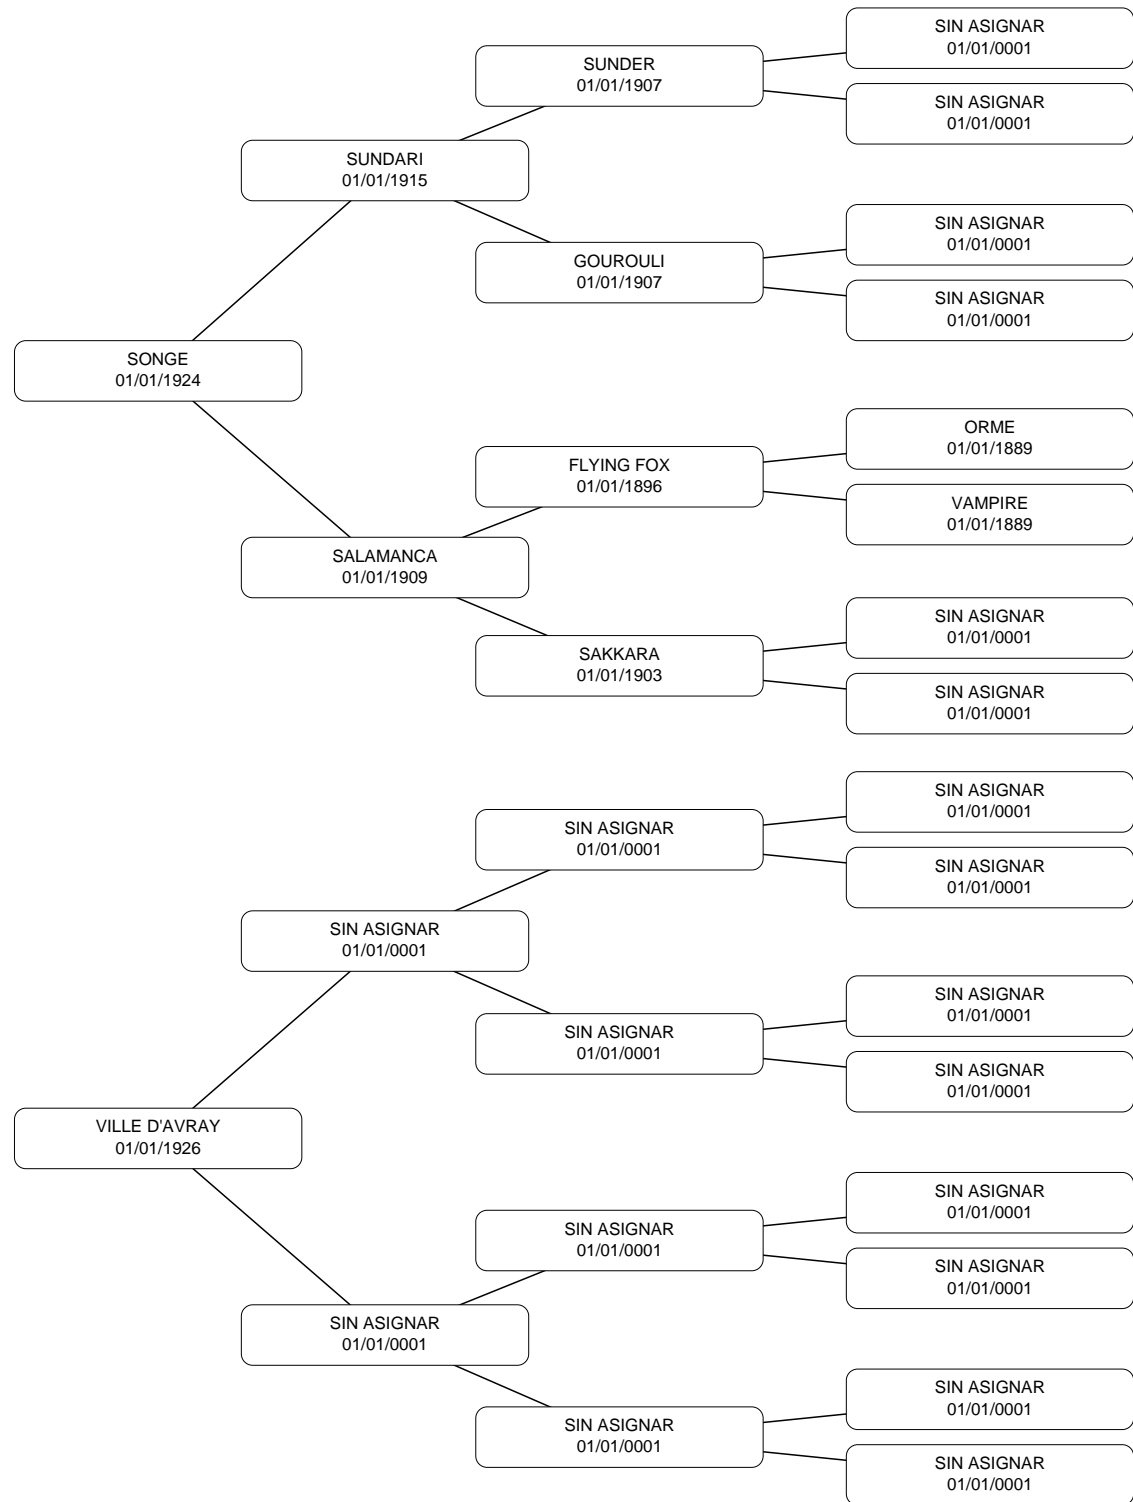 SIN ASIGNAR
01/01/0001
SUNDER
01/01/1907
SIN ASIGNAR
01/01/0001
SUNDARI
01/01/1915
SIN ASIGNAR
01/01/0001
GOUROULI
01/01/1907
SIN ASIGNAR
01/01/0001
SONGE
01/01/1924
ORME
01/01/1889
FLYING FOX
01/01/1896
VAMPIRE
01/01/1889
SALAMANCA
01/01/1909
SIN ASIGNAR
01/01/0001
SAKKARA
01/01/1903
SIN ASIGNAR
01/01/0001
SIN ASIGNAR
01/01/0001
SIN ASIGNAR
01/01/0001
SIN ASIGNAR
01/01/0001
SIN ASIGNAR
01/01/0001
SIN ASIGNAR
01/01/0001
SIN ASIGNAR
01/01/0001
SIN ASIGNAR
01/01/0001
VILLE D'AVRAY
01/01/1926
SIN ASIGNAR
01/01/0001
SIN ASIGNAR
01/01/0001
SIN ASIGNAR
01/01/0001
SIN ASIGNAR
01/01/0001
SIN ASIGNAR
01/01/0001
SIN ASIGNAR
01/01/0001
SIN ASIGNAR
01/01/0001